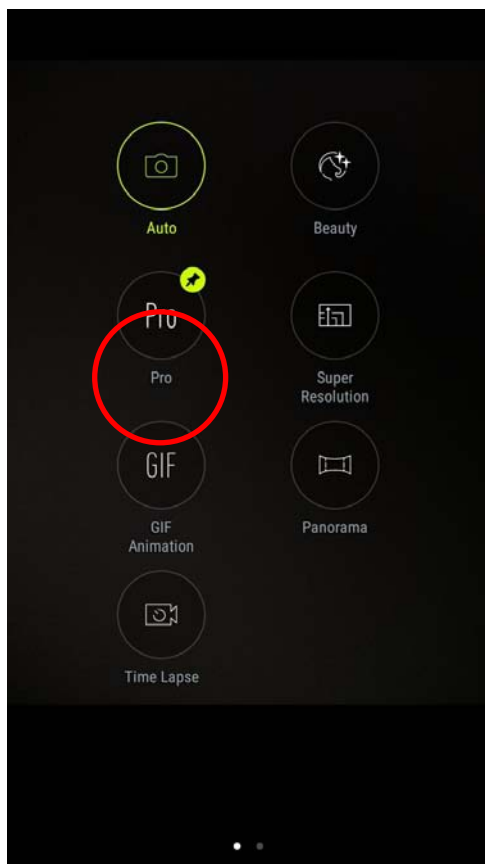 Auto
Beauty
Pro
Pro
Super
Resolution
GIF
GIF
Animation
Panorama
Time Lapse